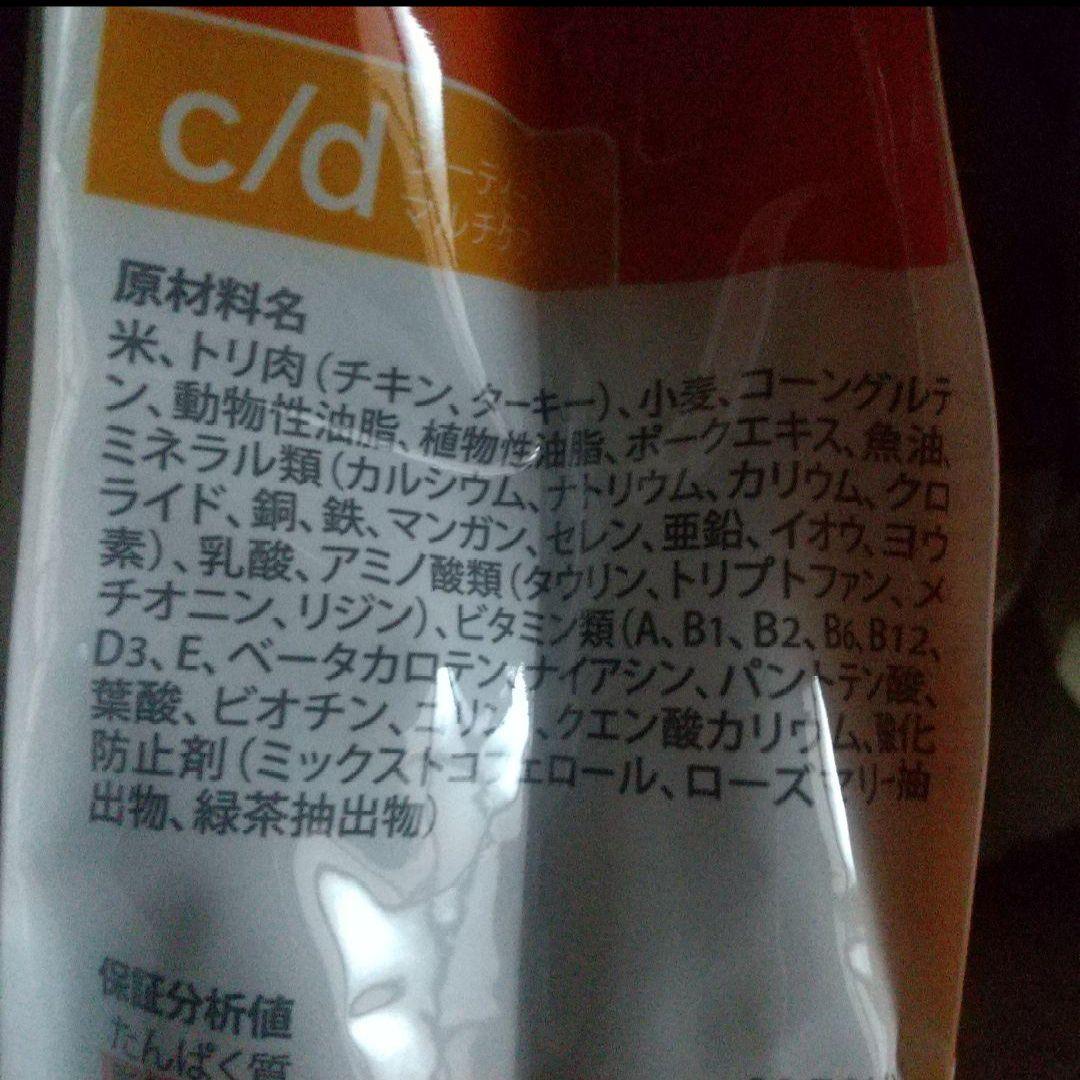 c/d
マルチケア
原材料名
米、トリ肉(チキン、ターキー)、小麦、コーングルテ
ン、動物性油脂、植物性油脂、ポークエキス、魚油、
ミネラル類(カルシウム、ナトリウム、カリウム、クロ
ライド、銅、鉄、マンガン、セレン、亜鉛、イオウ、ヨウ
素)、乳酸、アミノ酸類(タウリン、トリプトファン、メ
チオニン、リジン)、ビタミン類(A、B1、B2、B6、B12、
D3、E、ベータカロテン、ナイアシン、パントテン酸、
葉酸、ビオチン、コリン)、クエン酸カリウム、酸化
防止剤(ミックストコフェロール、ローズマリー抽
出物、緑茶抽出物)
保証分析値
たんぱく質